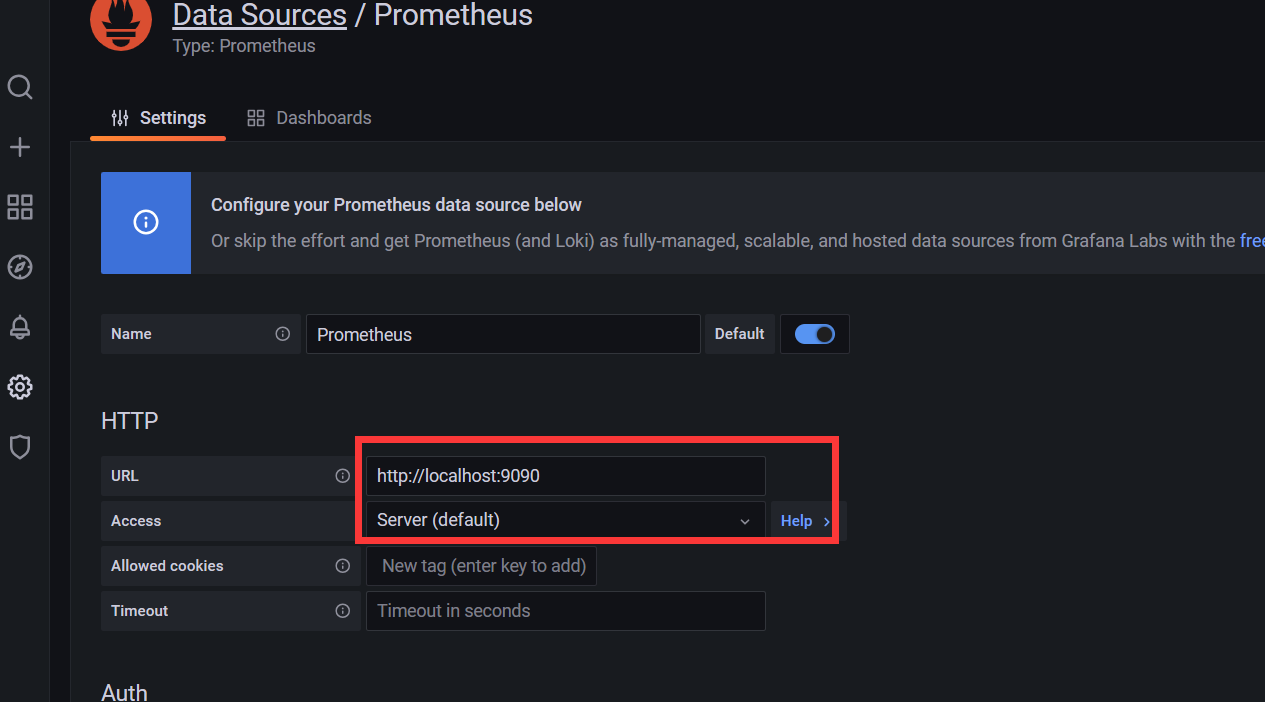 Data Sources / Prometheus
Type: Prometheus
Settings
Dashboards
Configure your Prometheus data source below
Or skip the effort and get Prometheus (and Loki) as fully-managed, scalable, and hosted data sources from Grafana Labs with the free
Name
Prometheus
Default
HTTP
URL
http://localhost:9090
Access
Server (default)
Help
Allowed cookies
New tag (enter key to add)
Timeout
Timeout in seconds
Auth